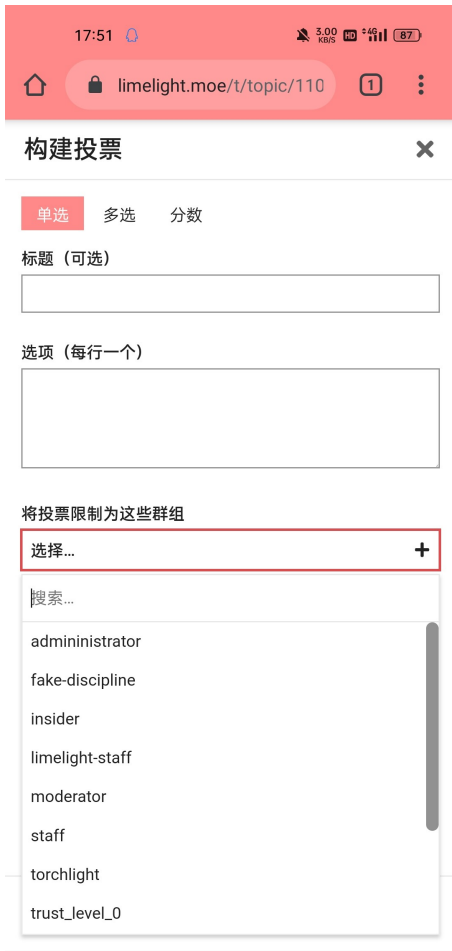 17:51
3.00 KB/S HD 4G 87
limelight.moe/t/topic/110 1
构建投票
单选 多选 分数
标题（可选）
选项（每行一个）
将投票限制为这些群组
选择...
搜索...
admininistrator
fake-discipline
insider
limelight-staff
moderator
staff
torchlight
trust_level_0